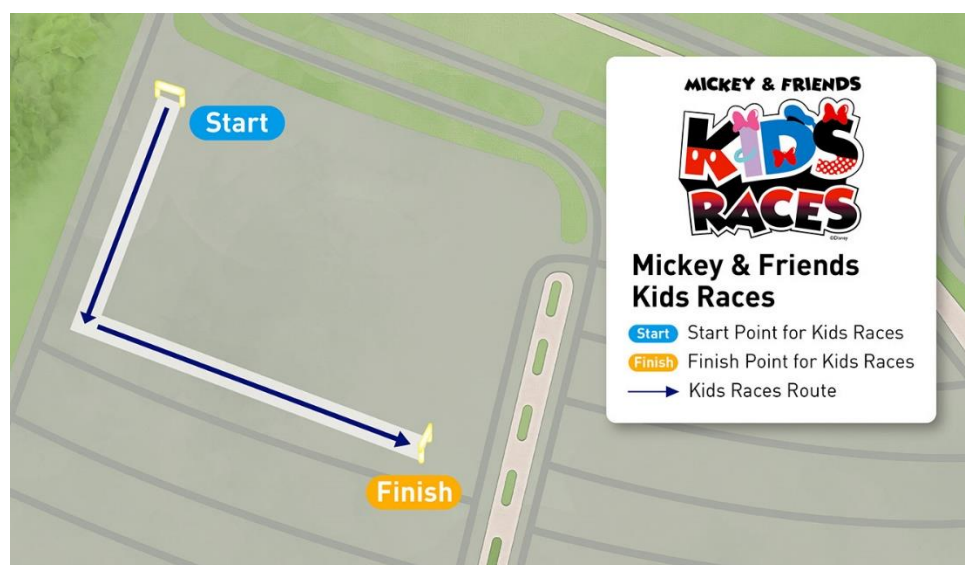 Start
Finish
MICKEY & FRIENDS
KIDS
RACES
©Disney
Mickey & Friends
Kids Races
Start Start Point for Kids Races
Finish Finish Point for Kids Races
Kids Races Route